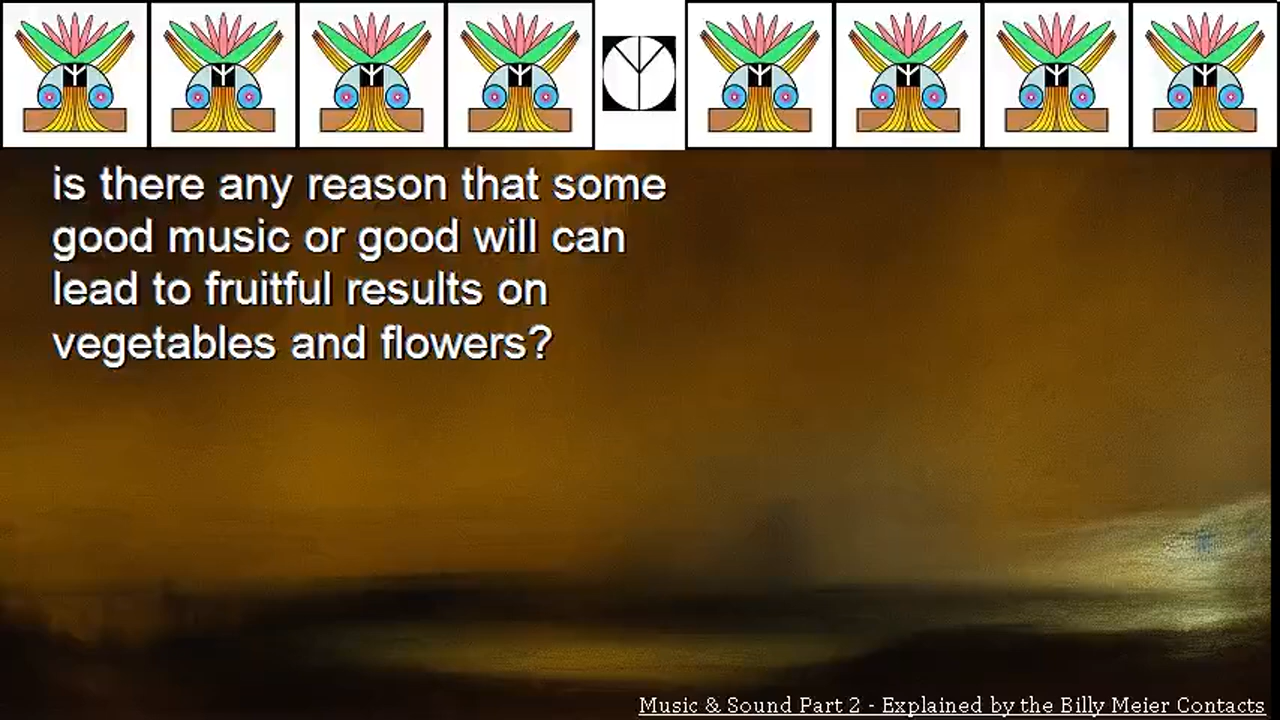 is there any reason that some
good music or good will can
lead to fruitful results on
vegetables and flowers?
Music & Sound Part 2 - Explained by the Billy Meier Contacts